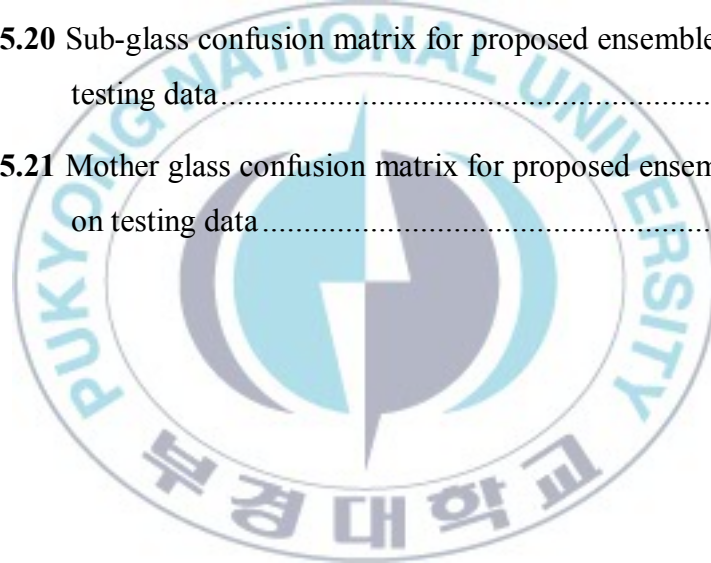 5.20 Sub-glass confusion matrix for proposed ensemble
testing data......................................................................
5.21 Mother glass confusion matrix for proposed ensem
on testing data................................................................
PUKYONG NATIONAL UNIVERSITY
부경대학교